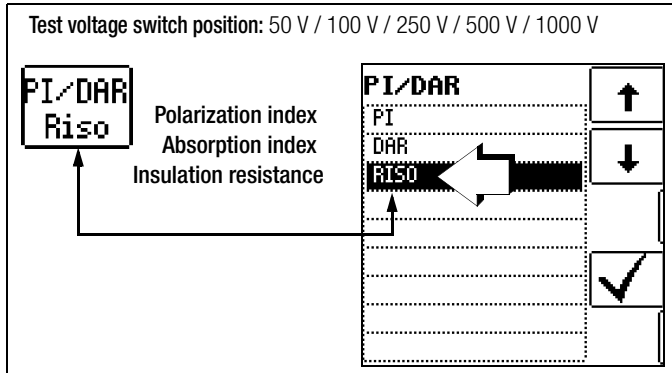 Test voltage switch position: 50 V / 100 V / 250 V / 500 V / 1000 V
PI/DAR
Riso
Polarization index
Absorption index
Insulation resistance
PI/DAR
PI
DAR
RISO